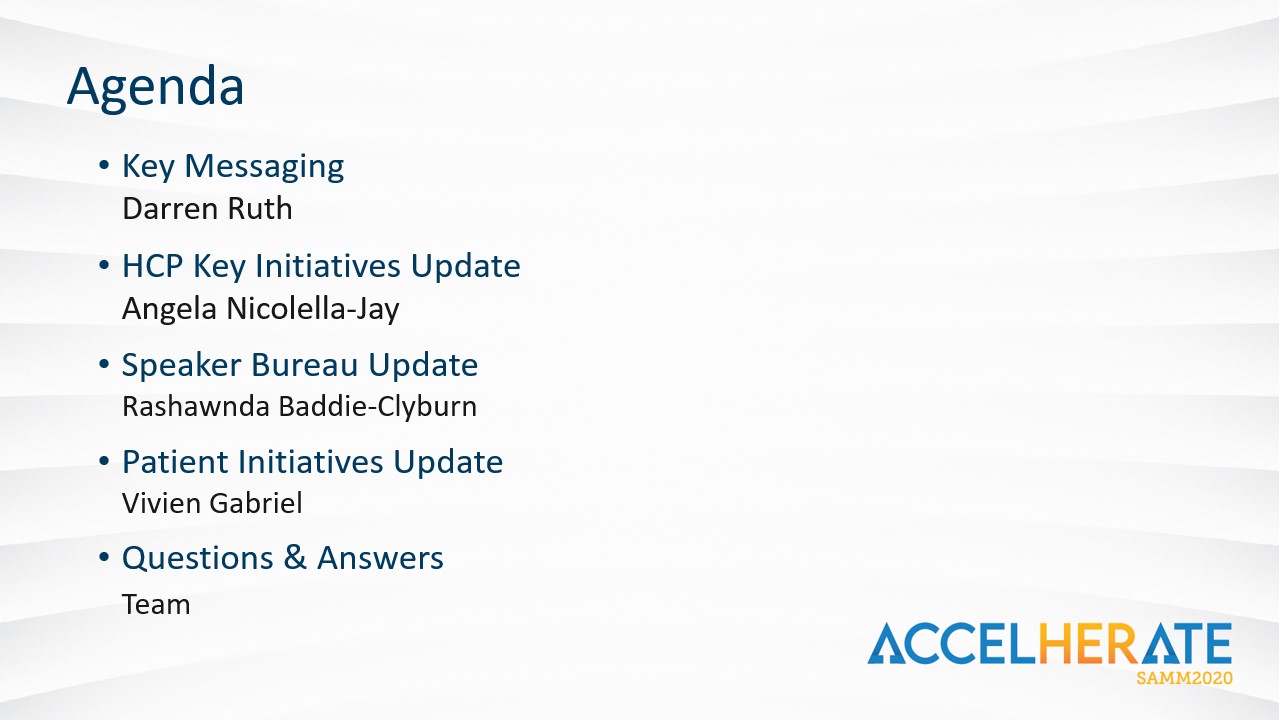 Agenda
• Key Messaging
Darren Ruth
• HCP Key Initiatives Update
Angela Nicolella-Jay
• Speaker Bureau Update
Rashawnda Baddie-Clyburn
• Patient Initiatives Update
Vivien Gabriel
• Questions & Answers
Team
ACCELHERATE
SAMM2020